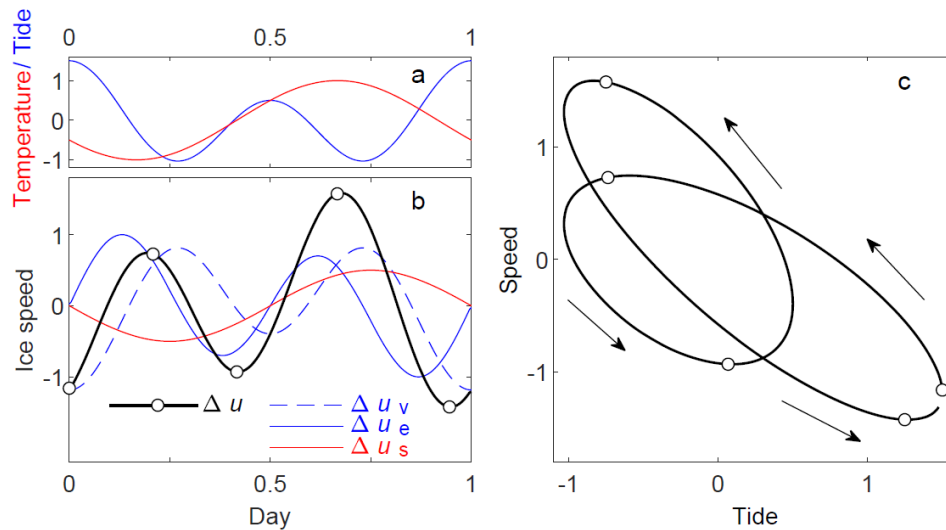 0 0.5 1
Temperature/ Tide
1
0
-1
a
Ice speed
1
0
-1
b
Δ u
Δ u v
Δ u e
Δ u s
0 0.5 1
Day
c
Speed
1
0
-1
-1 0 1
Tide